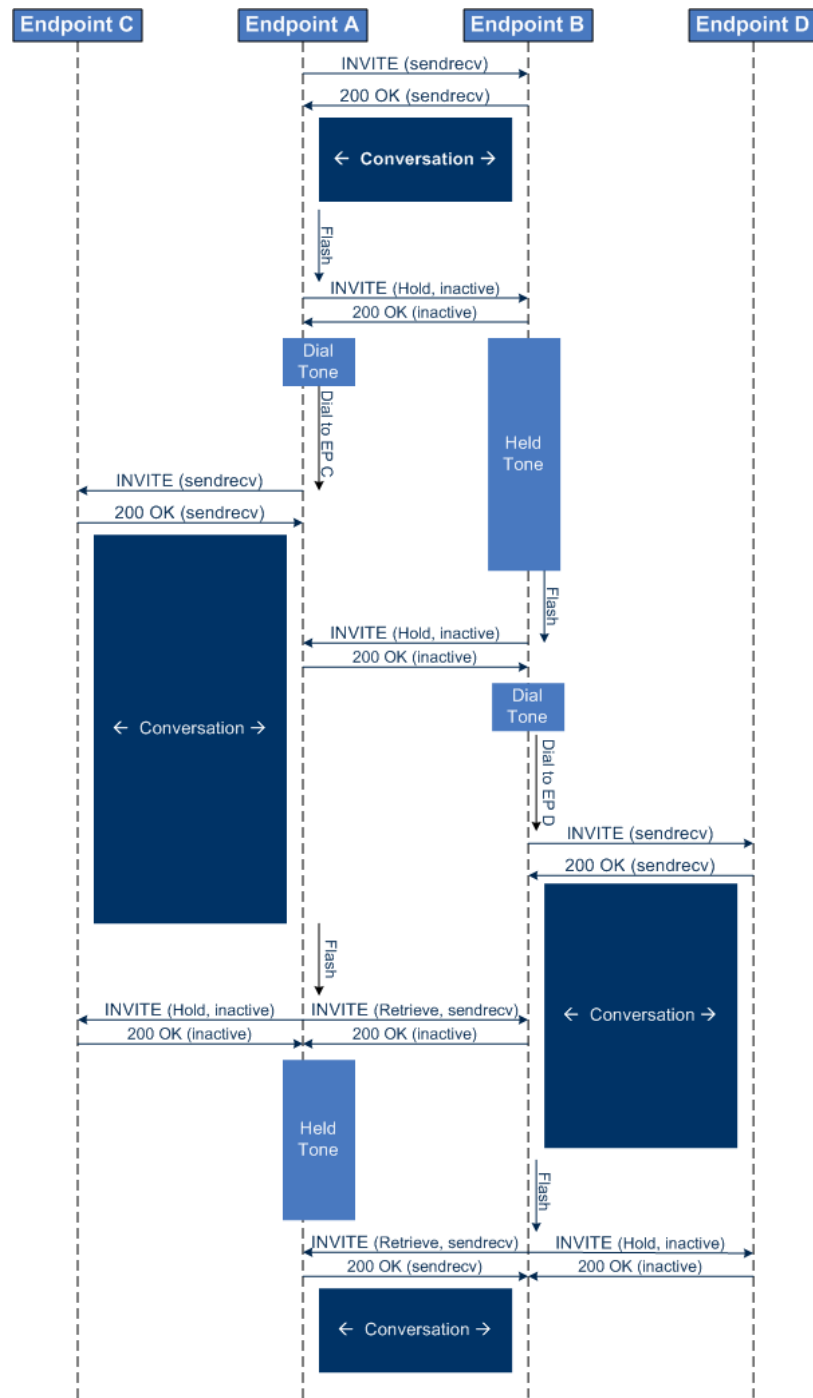 Endpoint C
Endpoint A
Endpoint B
Endpoint D
INVITE (sendrecv)
200 OK (sendrecv)
← Conversation →
Flash
INVITE (Hold, inactive)
200 OK (inactive)
Dial
Tone
Held
Tone
Dial to EP C
INVITE (sendrecv)
200 OK (sendrecv)
← Conversation →
Flash
INVITE (Hold, inactive)
200 OK (inactive)
Dial
Tone
Dial to EP D
INVITE (sendrecv)
200 OK (sendrecv)
← Conversation →
Flash
INVITE (Hold, inactive)
INVITE (Retrieve, sendrecv)
200 OK (inactive)
200 OK (inactive)
Held
Tone
Flash
INVITE (Retrieve, sendrecv)
INVITE (Hold, inactive)
200 OK (sendrecv)
200 OK (inactive)
← Conversation →